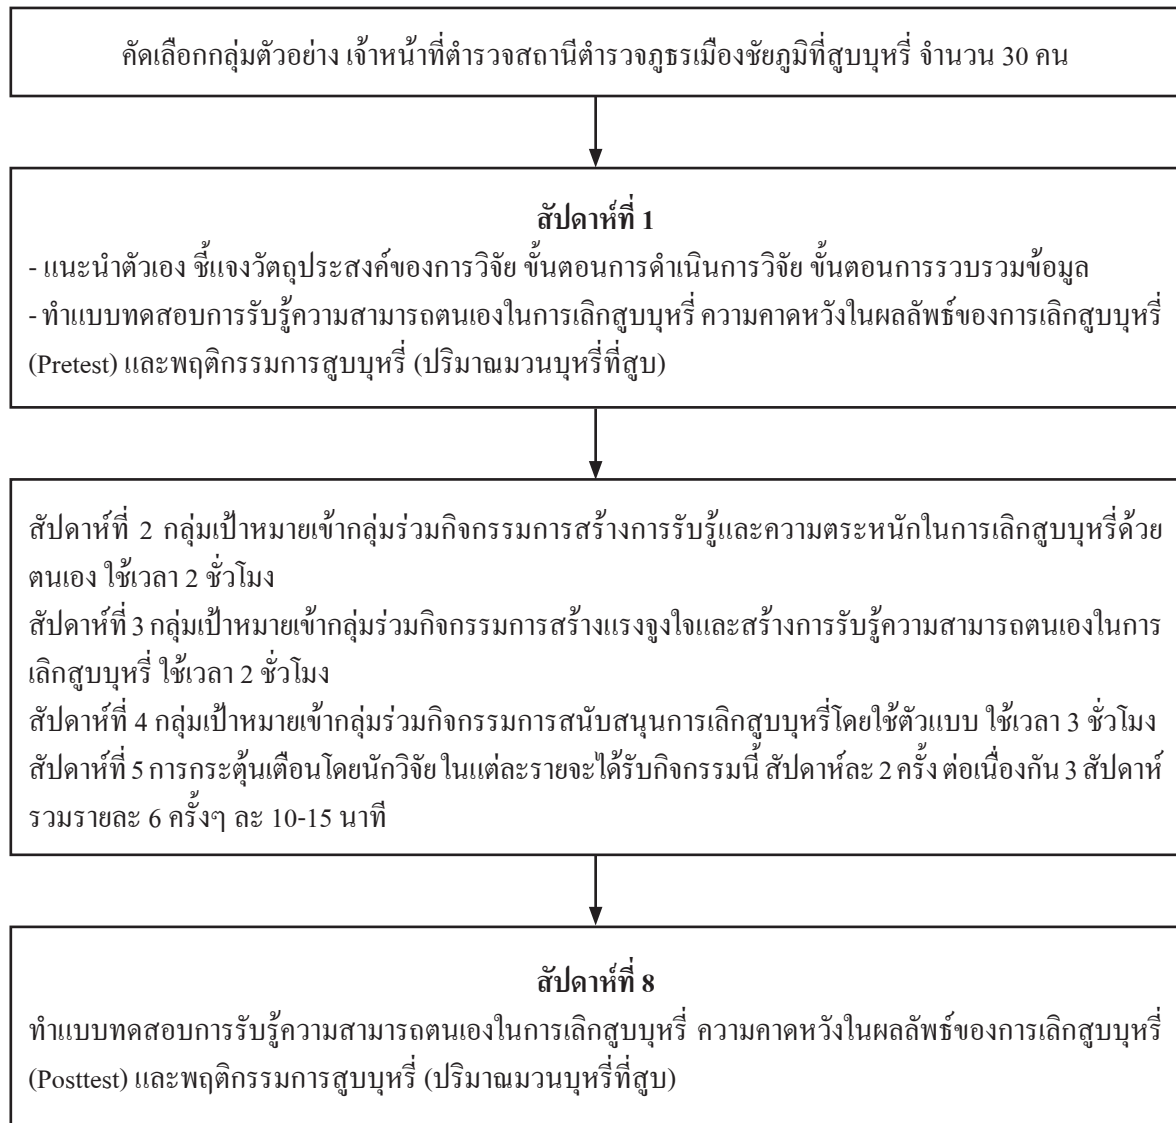 คัดเลือกกลุ่มตัวอย่าง เจ้าหน้าที่ตำรวจสถานีตำรวจภูธรเมืองชัยภูมิที่สูบบุหรี่ จำนวน 30 คน
สัปดาห์ที่ 1
- แนะนำตัวเอง ชี้แจงวัตถุประสงค์ของการวิจัย ขั้นตอนการดำเนินการวิจัย ขั้นตอนการรวบรวมข้อมูล
- ทำแบบทดสอบการรับรู้ความสามารถตนเองในการเลิกสูบบุหรี่ ความคาดหวังในผลลัพธ์ของการเลิกสูบบุหรี่
(Pretest) และพฤติกรรมการสูบบุหรี่ (ปริมาณมวนบุหรี่ที่สูบ)
สัปดาห์ที่ 2 กลุ่มเป้าหมายเข้ากลุ่มร่วมกิจกรรมการสร้างการรับรู้และความตระหนักในการเลิกสูบบุหรี่ด้วย
ตนเอง ใช้เวลา 2 ชั่วโมง
สัปดาห์ที่ 3 กลุ่มเป้าหมายเข้ากลุ่มร่วมกิจกรรมการสร้างแรงจูงใจและสร้างการรับรู้ความสามารถตนเองในการ
เลิกสูบบุหรี่ ใช้เวลา 2 ชั่วโมง
สัปดาห์ที่ 4 กลุ่มเป้าหมายเข้ากลุ่มร่วมกิจกรรมการสนับสนุนการเลิกสูบบุหรี่โดยใช้ตัวแบบ ใช้เวลา 3 ชั่วโมง
สัปดาห์ที่ 5 การกระตุ้นเตือนโดยนักวิจัย ในแต่ละรายจะได้รับกิจกรรมนี้ สัปดาห์ละ 2 ครั้ง ต่อเนื่องกัน 3 สัปดาห์
รวมรายละ 6 ครั้งๆ ละ 10-15 นาที
สัปดาห์ที่ 8
ทำแบบทดสอบการรับรู้ความสามารถตนเองในการเลิกสูบบุหรี่ ความคาดหวังในผลลัพธ์ของการเลิกสูบบุหรี่
(Posttest) และพฤติกรรมการสูบบุหรี่ (ปริมาณมวนบุหรี่ที่สูบ)